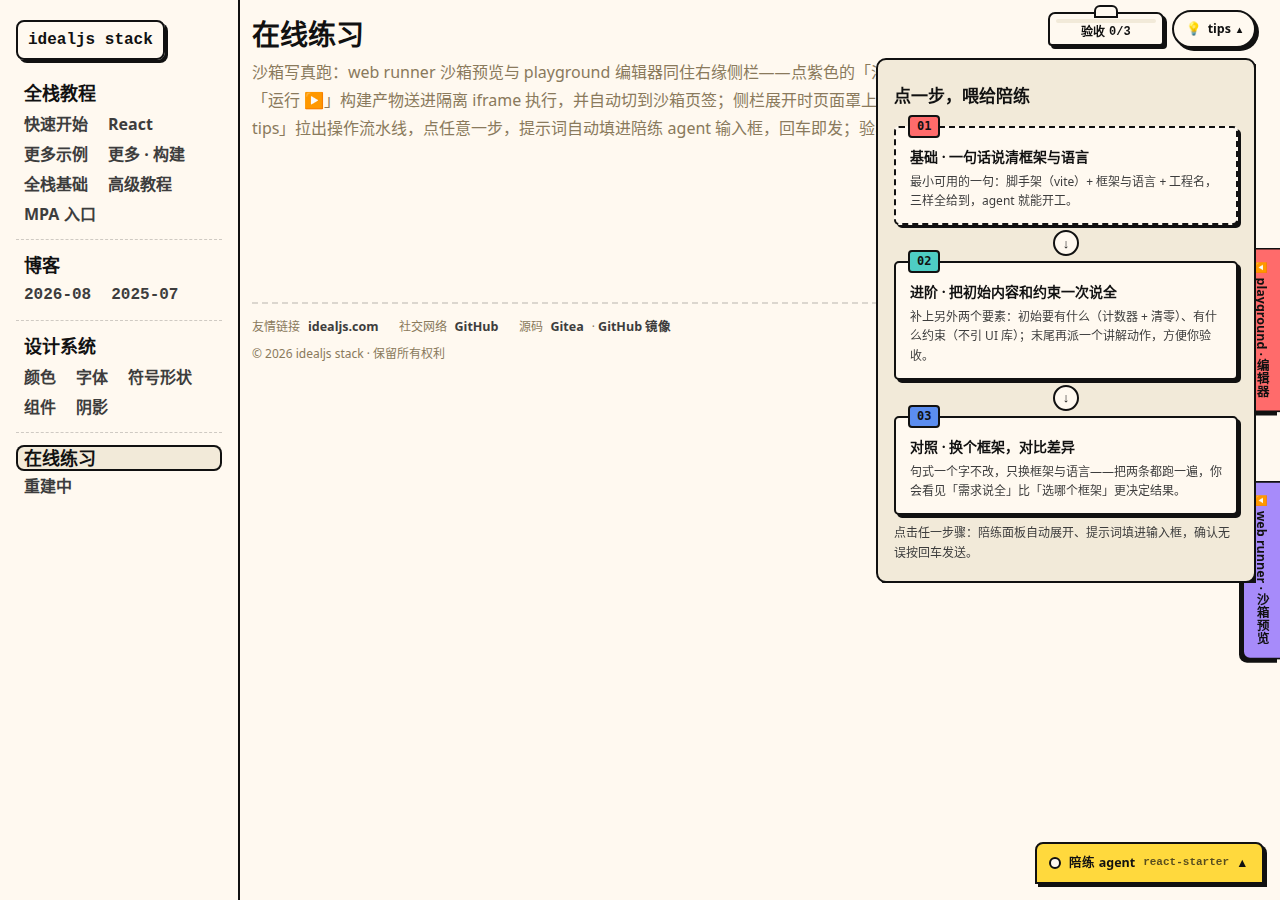 idealjs stack
全栈教程
快速开始 React
更多示例 更多 · 构建
全栈基础 高级教程
MPA 入口
博客
2026-08 2025-07
设计系统
颜色 字体 符号形状
组件 阴影
在线练习
重建中
在线练习
沙箱写真跑：web runner 沙箱预览与 playground 编辑器同住右缘侧栏——点紫色的「
「运行 ▶️」构建产物送进隔离 iframe 执行，并自动切到沙箱页签；侧栏展开时页面罩上
tips」拉出操作流水线，点任意一步，提示词自动填进陪练 agent 输入框，回车即发；验
友情链接 idealjs.com 社交网络 GitHub 源码 Gitea · GitHub 镜像
© 2026 idealjs stack · 保留所有权利
验收 0/3
💡 tips ▲
点一步，喂给陪练
01
基础 · 一句话说清框架与语言
最小可用的一句：脚手架（vite）+ 框架与语言 + 工程名，
三样全给到，agent 就能开工。
↓
02
进阶 · 把初始内容和约束一次说全
补上另外两个要素：初始要有什么（计数器 + 清零）、有什
么约束（不引 UI 库）；末尾再派一个讲解动作，方便你验
收。
↓
03
对照 · 换个框架，对比差异
句式一个字不改，只换框架与语言——把两条都跑一遍，你
会看见「需求说全」比「选哪个框架」更决定结果。
点击任一步骤：陪练面板自动展开、提示词填进输入框，确认无
误按回车发送。
◀ playground · 编辑器
◀ web runner · 沙箱预览
陪练 agent react-starter ▲